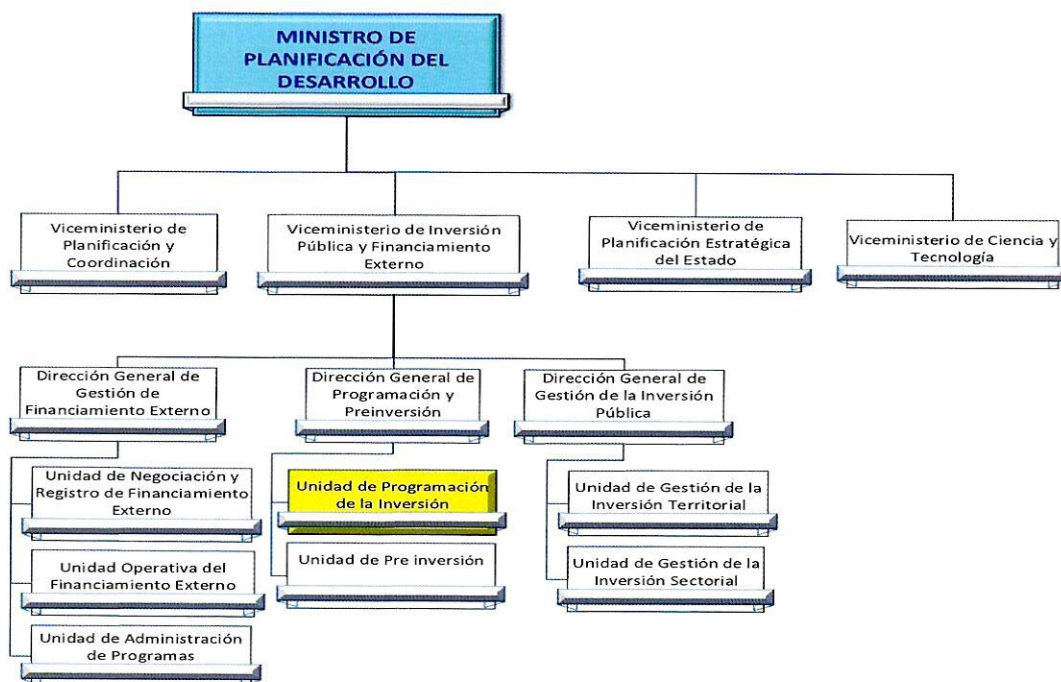 MINISTRO DE
PLANIFICACIÓN DEL
DESARROLLO
Viceministerio de
Planificación y
Coordinación
Viceministerio de Inversión
Pública y Financiamiento
Externo
Viceministerio de
Planificación Estratégica
del Estado
Viceministerio de Ciencia y
Tecnología
Dirección General de
Gestión de
Financiamiento Externo
Dirección General de
Programación y
Preinversión
Dirección General de
Gestión de la Inversión
Pública
Unidad de Negociación y
Registro de Financiamiento
Externo
Unidad de Programación
de la Inversión
Unidad de Gestión de la
Inversión Territorial
Unidad Operativa del
Financiamiento Externo
Unidad de Pre inversión
Unidad de Gestión de la
Inversión Sectorial
Unidad de Administración
de Programas